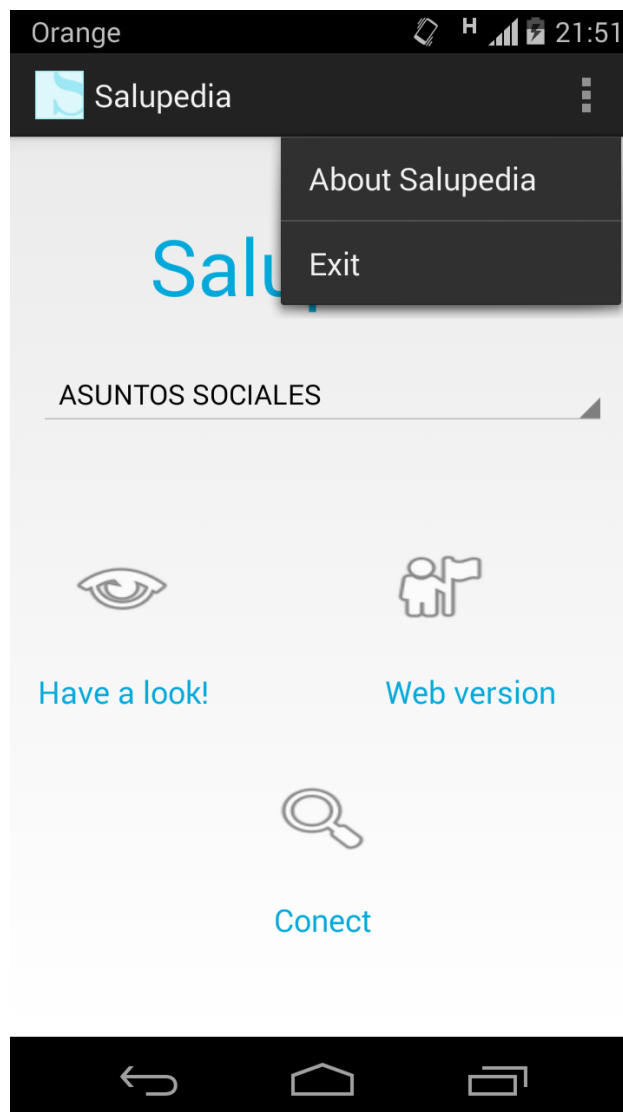 Orange H 21:51
Salupedia
About Salupedia
Exit
ASUNTOS SOCIALES
Have a look!
Web version
Conect